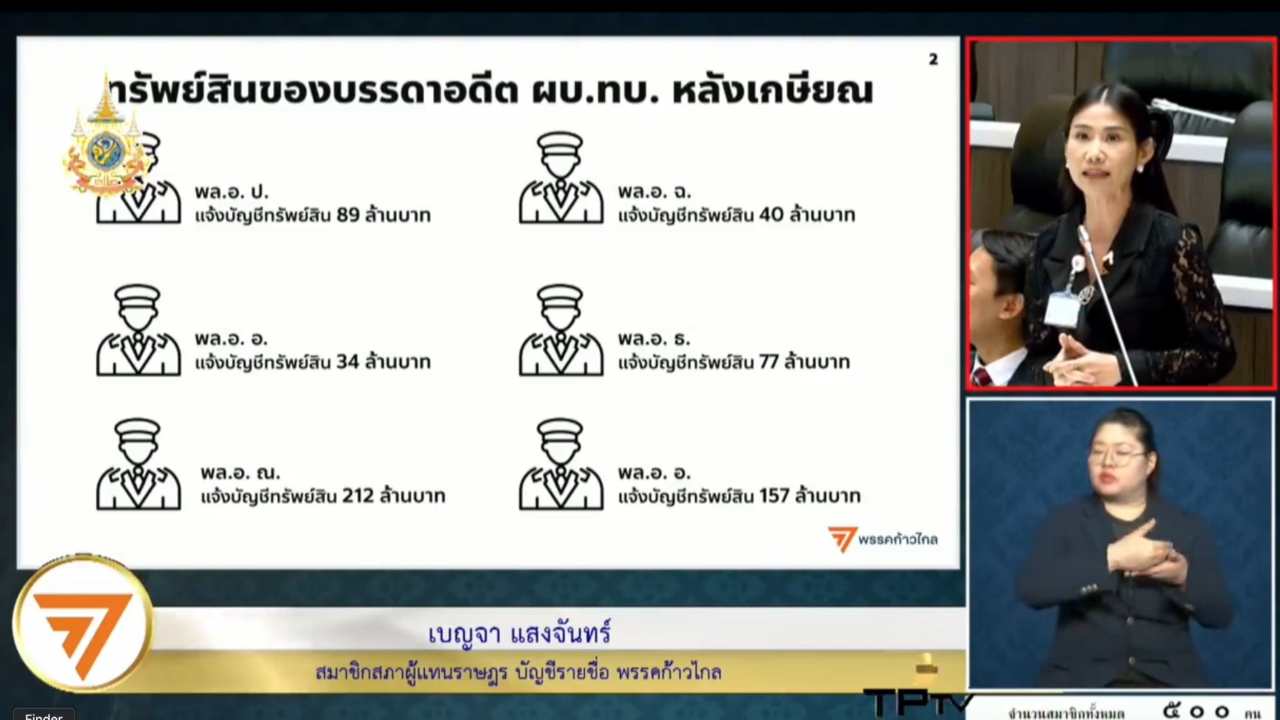 2
ทรัพย์สินของบรรดาอดีต ผบ.ทบ. หลังเกษียณ
พล.อ. ป.
แจ้งบัญชีทรัพย์สิน 89 ล้านบาท
พล.อ. ฉ.
แจ้งบัญชีทรัพย์สิน 40 ล้านบาท
พล.อ. อ.
แจ้งบัญชีทรัพย์สิน 34 ล้านบาท
พล.อ. ธ.
แจ้งบัญชีทรัพย์สิน 77 ล้านบาท
พล.อ. ณ.
แจ้งบัญชีทรัพย์สิน 212 ล้านบาท
พล.อ. อ.
แจ้งบัญชีทรัพย์สิน 157 ล้านบาท
พรรคก้าวไกล
เบญจา แสงจันทร์
สมาชิกสภาผู้แทนราษฎร บัญชีรายชื่อ พรรคก้าวไกล
TPTV
จำนวนสมาชิกทั้งหมด ๕๐๐ คน
Finder